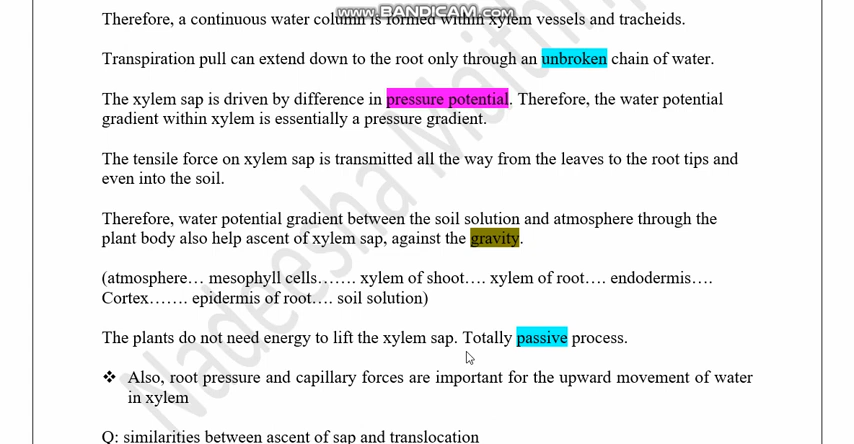 WWW.BANDICAM.COM
Therefore, a continuous water column is formed within xylem vessels and tracheids.
Transpiration pull can extend down to the root only through an unbroken chain of water.
The xylem sap is driven by difference in pressure potential. Therefore, the water potential
gradient within xylem is essentially a pressure gradient.
The tensile force on xylem sap is transmitted all the way from the leaves to the root tips and
even into the soil.
Therefore, water potential gradient between the soil solution and atmosphere through the
plant body also help ascent of xylem sap, against the gravity.
(atmosphere… mesophyll cells……. xylem of shoot…. xylem of root…. endodermis….
Cortex……. epidermis of root…. soil solution)
The plants do not need energy to lift the xylem sap. Totally passive process.
❖ Also, root pressure and capillary forces are important for the upward movement of water
in xylem
Q: similarities between ascent of sap and translocation
Nadeesha